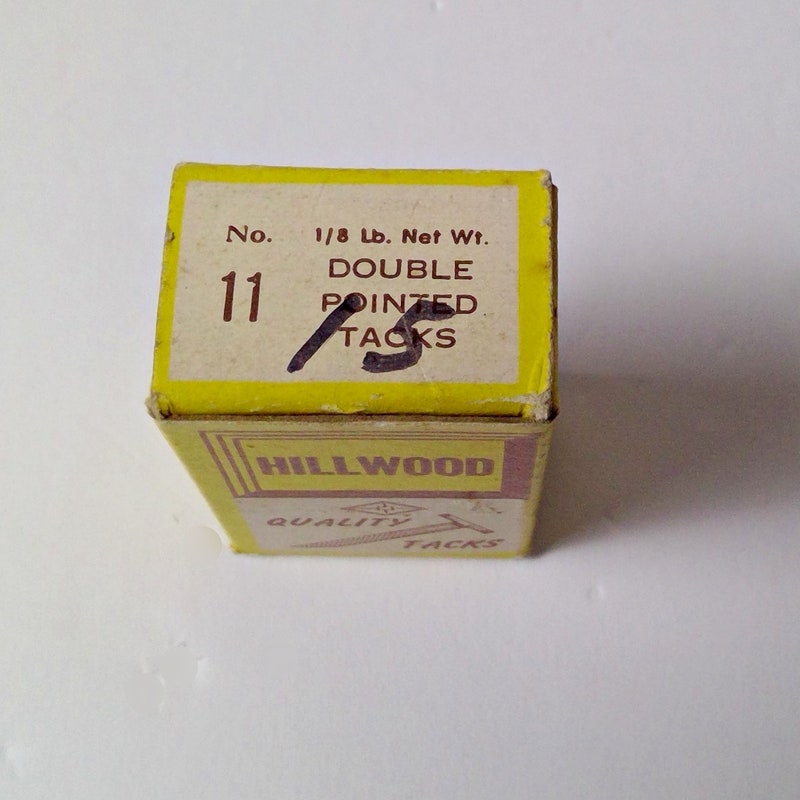 No. 1/8 Lb. Net Wt.
11 DOUBLE
POINTED
TACKS
15
HILLWOOD
QUALITY
TACKS